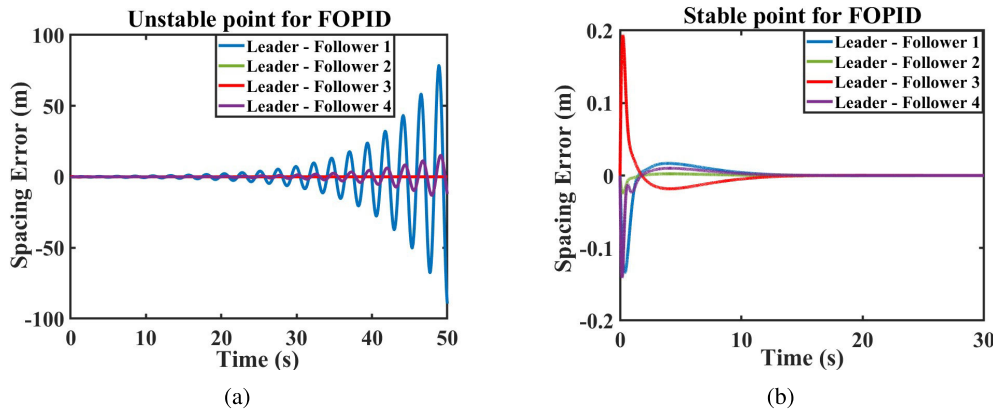 Unstable point for FOPID
100
50
0
-50
-100
Spacing Error (m)
Leader - Follower 1
Leader - Follower 2
Leader - Follower 3
Leader - Follower 4
0 10 20 30 40 50
Time (s)
(a)
Stable point for FOPID
0.2
0.1
0
-0.1
-0.2
Spacing Error (m)
Leader - Follower 1
Leader - Follower 2
Leader - Follower 3
Leader - Follower 4
0 10 20 30
Time (s)
(b)